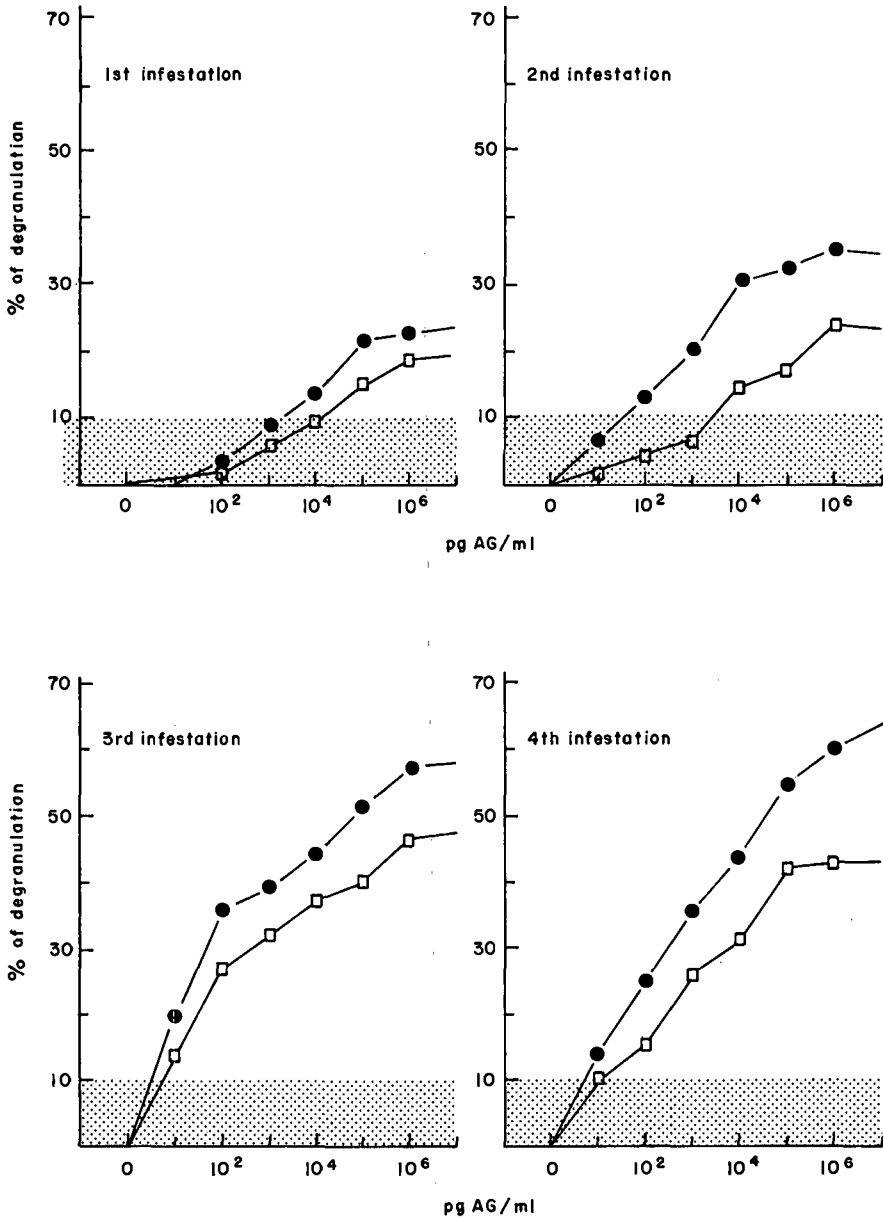 70
1st infestation
50
30
10
% of degranulation
0 10² 10⁴ 10⁶
70
2nd infestation
50
30
10
0 10² 10⁴ 10⁶
pg AG/ml
70
3rd infestation
50
30
10
% of degranulation
0 10² 10⁴ 10⁶
70
4th infestation
50
30
10
0 10² 10⁴ 10⁶
pg AG/ml